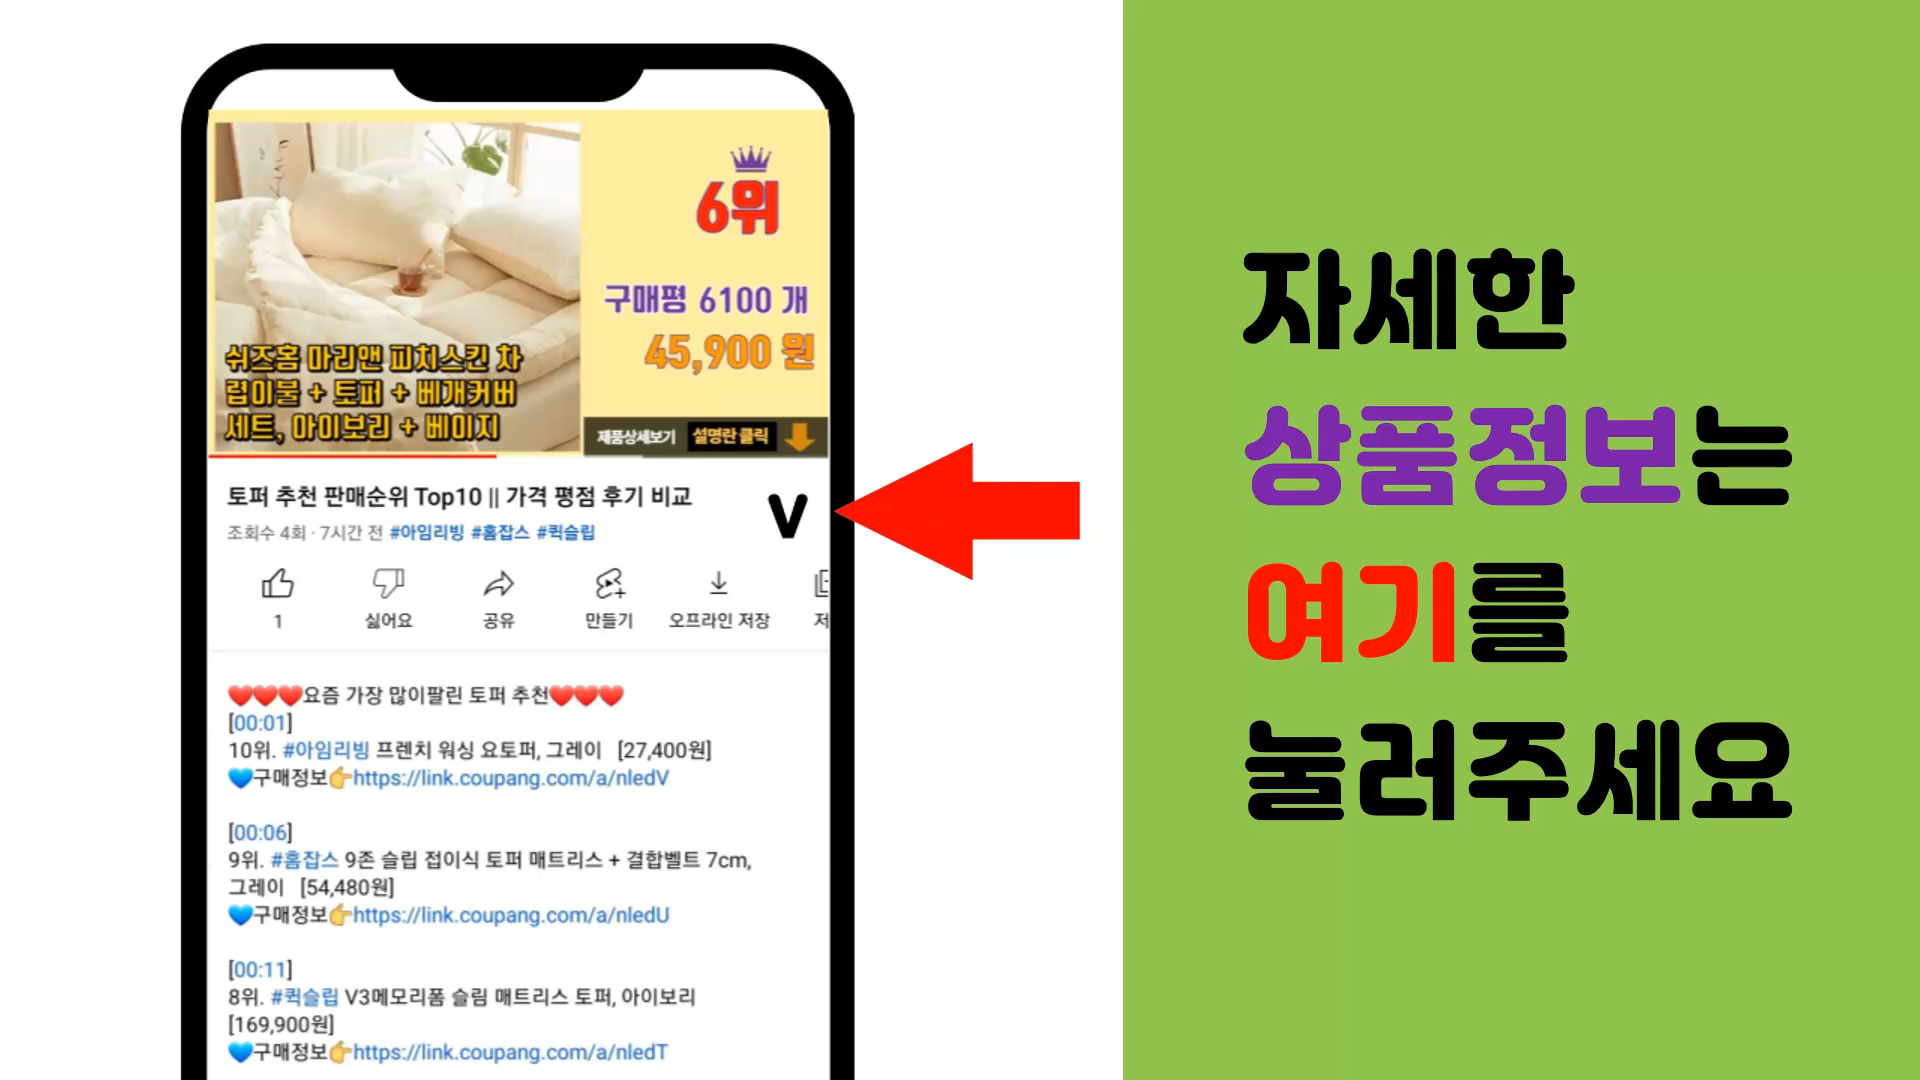 6위
구매평 6100 개
45,900 원
쉬즈홈 마리앤 피치스킨 차
렵이불 + 토퍼 + 베개커버
세트, 아이보리 + 베이지
제품상세보기 설명란 클릭
토퍼 추천 판매순위 Top10 || 가격 평점 후기 비교
V
조회수 4회 · 7시간 전 #아임리빙 #홈잡스 #퀵슬립
1 싫어요 공유 만들기 오프라인 저장 저
❤❤❤요즘 가장 많이팔린 토퍼 추천❤❤❤
[00:01]
10위. #아임리빙 프렌치 워싱 요토퍼, 그레이 [27,400원]
💙구매정보👉https://link.coupang.com/a/nledV
[00:06]
9위. #홈잡스 9존 슬립 접이식 토퍼 매트리스 + 결합벨트 7cm,
그레이 [54,480원]
💙구매정보👉https://link.coupang.com/a/nledU
[00:11]
8위. #퀵슬립 V3메모리폼 슬림 매트리스 토퍼, 아이보리
[169,900원]
💙구매정보👉https://link.coupang.com/a/nledT
자세한
상품정보는
여기를
눌러주세요